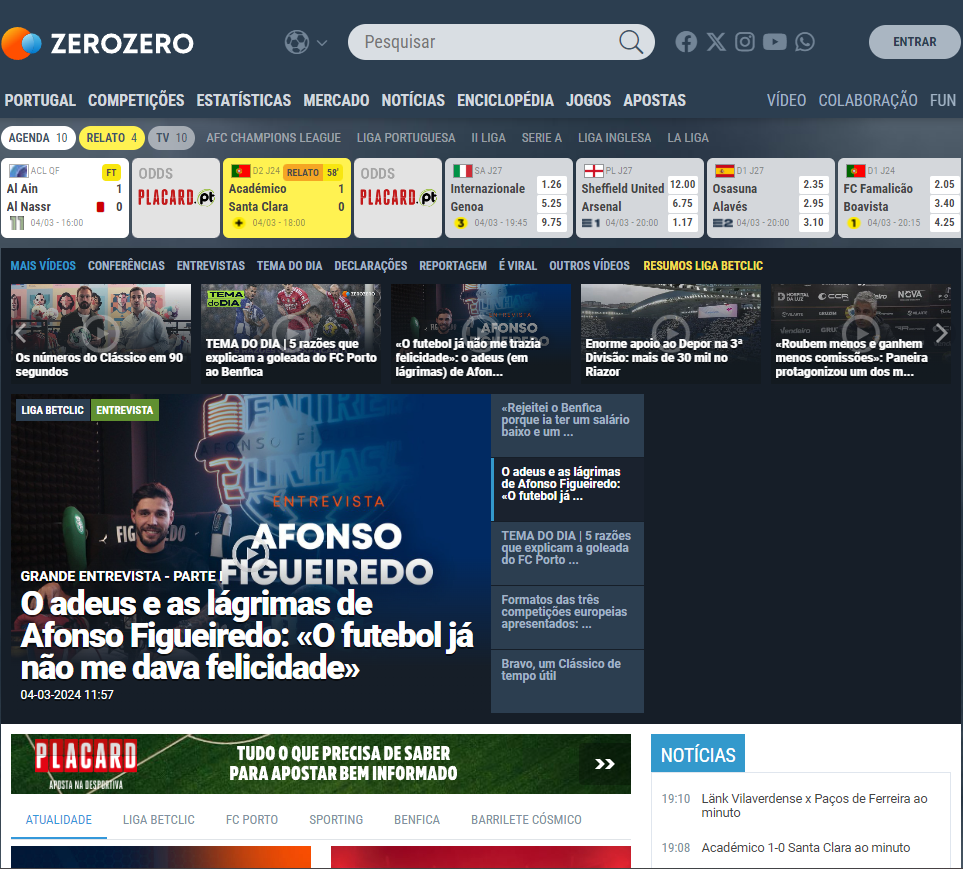 ZEROZERO
Pesquisar
ENTRAR
PORTUGAL COMPETIÇÕES ESTATÍSTICAS MERCADO NOTÍCIAS ENCICLOPÉDIA JOGOS APOSTAS VÍDEO COLABORAÇÃO FUN
AGENDA 10 RELATO 4 TV 10 AFC CHAMPIONS LEAGUE LIGA PORTUGUESA II LIGA SERIE A LIGA INGLESA LA LIGA
ACL QF FT
Al Ain 1
Al Nassr 0
11 04/03 - 16:00
ODDS
PLACARD.pt
D2 J24 RELATO 58'
Académico 1
Santa Clara 0
04/03 - 18:00
ODDS
PLACARD.pt
SA J27
Internazionale 1.26
Genoa 5.25
3 04/03 - 19:45 9.75
PL J27
Sheffield United 12.00
Arsenal 6.75
1 04/03 - 20:00 1.17
D1 J27
Osasuna 2.35
Alavés 2.95
2 04/03 - 20:00 3.10
D1 J24
FC Famalicão 2.05
Boavista 3.40
1 04/03 - 20:15 4.25
MAIS VÍDEOS CONFERÊNCIAS ENTREVISTAS TEMA DO DIA DECLARAÇÕES REPORTAGEM É VIRAL OUTROS VÍDEOS RESUMOS LIGA BETCLIC
Os números do Clássico em 90
segundos
TEMA
do DIA
TEMA DO DIA | 5 razões que
explicam a goleada do FC Porto
ao Benfica
AFONSO
FIGUEIREDO
«O futebol já não me trazia
felicidade»: o adeus (em
lágrimas) de Afon...
Enorme apoio ao Depor na 3ª
Divisão: mais de 30 mil no
Riazor
HOSPITAL DA LUZ CCR NOVA
«Roubem menos e ganhem
menos comissões»: Paneira
protagonizou um dos m...
LIGA BETCLIC ENTREVISTA
AFONSO FI
ENTREVISTA
AFONSO
FIGUEIREDO
GRANDE ENTREVISTA - PARTE I
O adeus e as lágrimas de
Afonso Figueiredo: «O futebol já
não me dava felicidade»
04-03-2024 11:57
«Rejeitei o Benfica
porque ia ter um salário
baixo e um ...
O adeus e as lágrimas
de Afonso Figueiredo:
«O futebol já ...
TEMA DO DIA | 5 razões
que explicam a goleada
do FC Porto ...
Formatos das três
competições europeias
apresentados: ...
Bravo, um Clássico de
tempo útil
PLACARD
APOSTA NA DESPORTIVA
TUDO O QUE PRECISA DE SABER
PARA APOSTAR BEM INFORMADO
ATUALIDADE LIGA BETCLIC FC PORTO SPORTING BENFICA BARRILETE CÓSMICO
NOTÍCIAS
19:10 Länk Vilaverdense x Paços de Ferreira ao
minuto
19:08 Académico 1-0 Santa Clara ao minuto